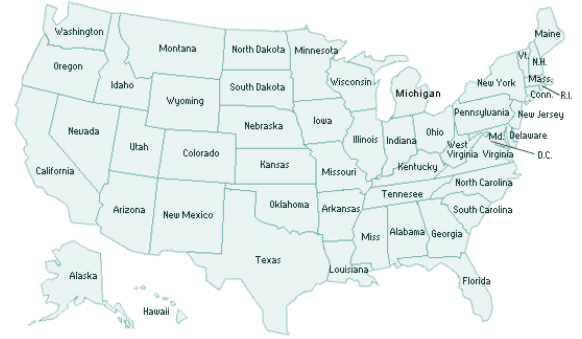 Washington
Montana
North Dakota
Minnesota
Maine
Vt.
N.H.
Oregon
Idaho
Wyoming
South Dakota
Wisconsin
Michigan
New York
Mass.
Conn.
R.I.
Nevada
Utah
Colorado
Nebraska
Iowa
Illinois
Indiana
Ohio
Pennsylvania
New Jersey
Md.
Delaware
D.C.
California
Kansas
Missouri
Kentucky
West
Virginia
Virginia
Arizona
New Mexico
Oklahoma
Arkansas
Tennesee
North Carolina
South Carolina
Texas
Louisiana
Miss
Alabama
Georgia
Florida
Alaska
Hawaii